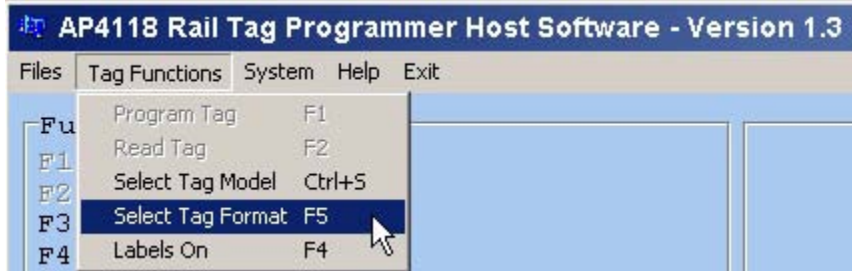 AP4118 Rail Tag Programmer Host Software - Version 1.3
Files Tag Functions System Help Exit
Fu
F1 Program Tag F1
F2 Read Tag F2
Select Tag Model Ctrl+S
F3 Select Tag Format F5
F4 Labels On F4